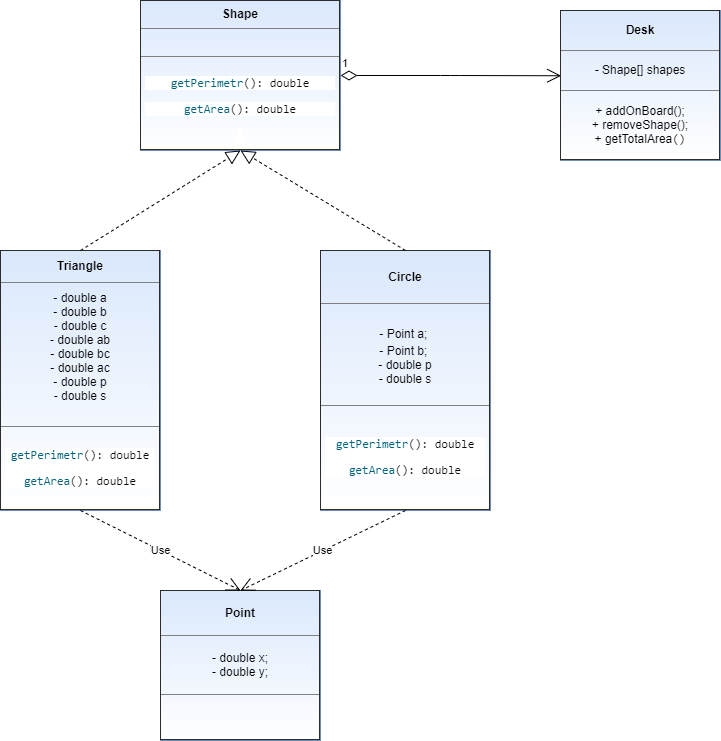 Shape
getPerimetr(): double
getArea(): double
1
Desk
- Shape[] shapes
+ addOnBoard();
+ removeShape();
+ getTotalArea()
Triangle
- double a
- double b
- double c
- double ab
- double bc
- double ac
- double p
- double s
getPerimetr(): double
getArea(): double
Circle
- Point a;
- Point b;
- double p
- double s
getPerimetr(): double
getArea(): double
Use
Use
Point
- double x;
- double y;